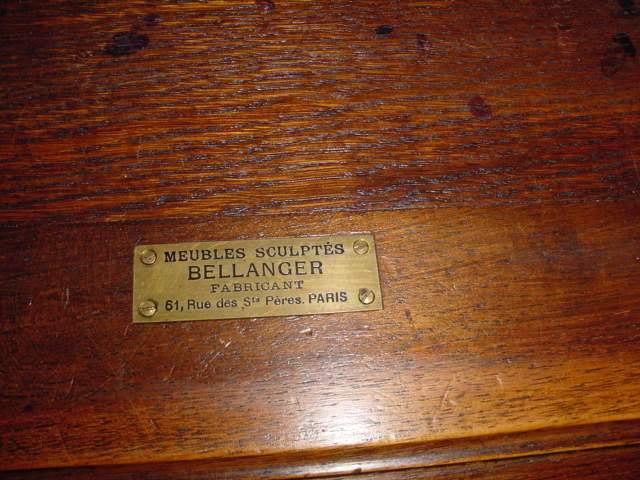 MEUBLES SCULPTÉS
BELLANGER
FABRICANT
61, Rue des Sts Pères. PARIS